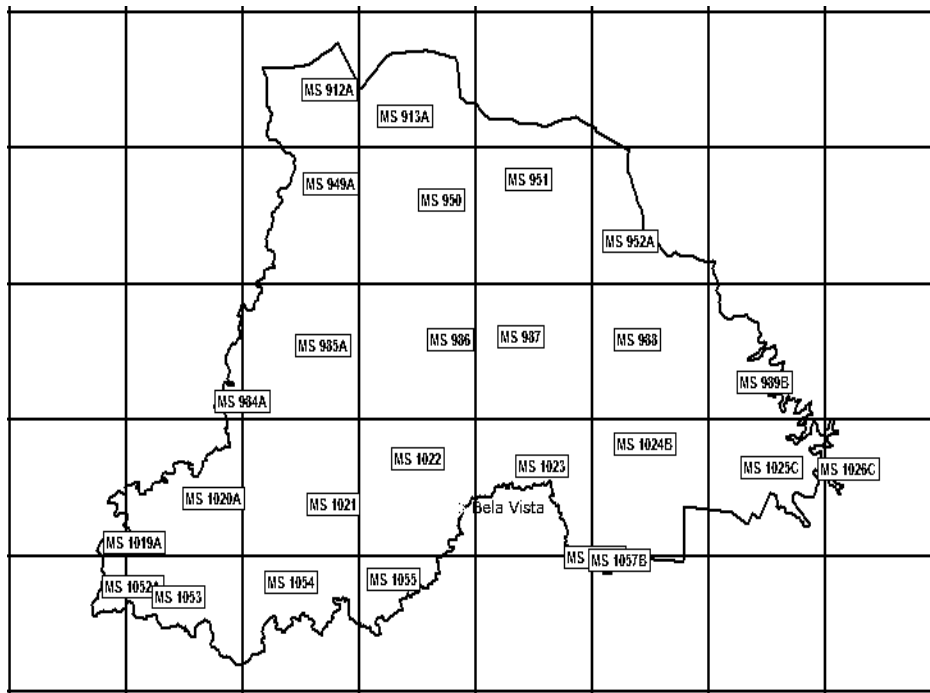 MS 912A
MS 913A
MS 949A
MS 950
MS 951
MS 952A
MS 985A
MS 986
MS 987
MS 988
MS 984A
MS 989B
MS 1020A
MS 1021
MS 1022
MS 1023
MS 1024B
MS 1025C
MS 1026C
Bela Vista
MS 1019A
MS 1053
MS 1054
MS 1055
MS
MS 1057B